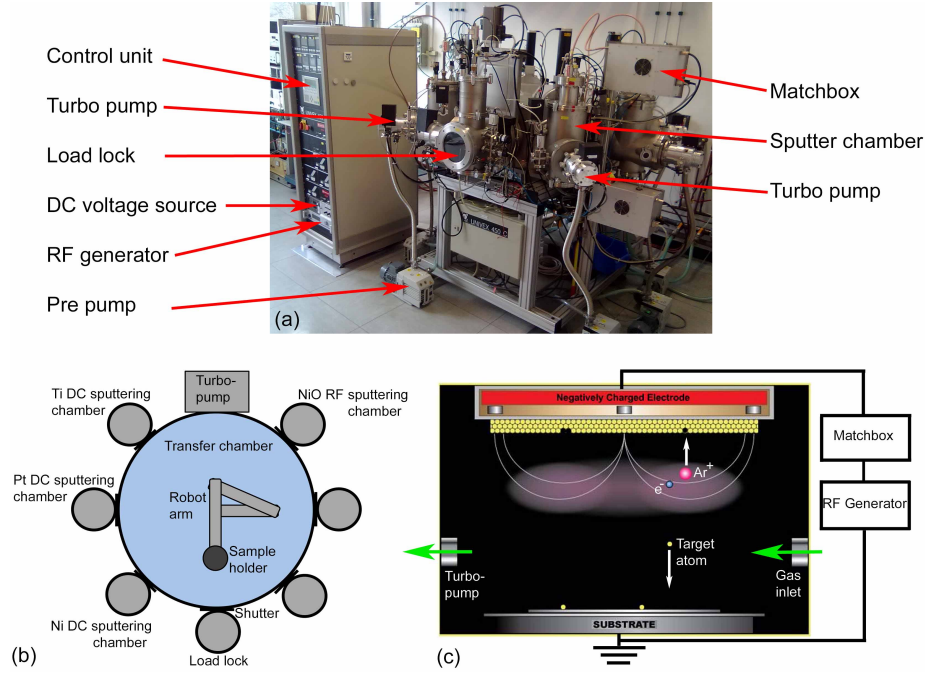 Control unit
Turbo pump
Load lock
DC voltage source
RF generator
Pre pump
Matchbox
Sputter chamber
Turbo pump
UNIVEX 450 C
(a)
Ti DC sputtering
chamber
Turbo-
pump
NiO RF sputtering
chamber
Transfer chamber
Pt DC sputtering
chamber
Robot
arm
Sample
holder
Ni DC sputtering
chamber
Shutter
Load lock
(b)
Negatively Charged Electrode
Ar+
e-
Target
atom
Turbo-
pump
Gas
inlet
SUBSTRATE
Matchbox
RF Generator
(c)